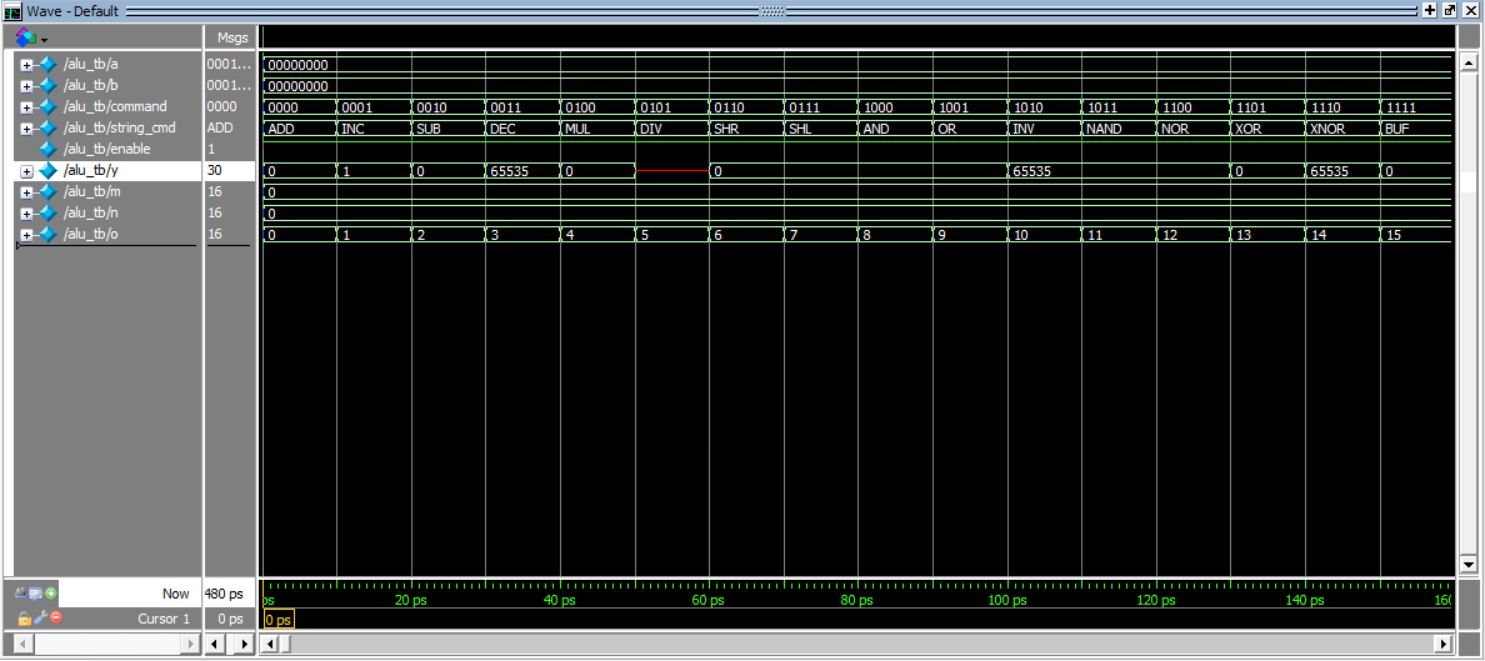 Wave - Default
Msgs
/alu_tb/a 0001... 00000000
/alu_tb/b 0001... 00000000
/alu_tb/command 0000 0000 0001 0010 0011 0100 0101 0110 0111 1000 1001 1010 1011 1100 1101 1110 1111
/alu_tb/string_cmd ADD ADD INC SUB DEC MUL DIV SHR SHL AND OR INV NAND NOR XOR XNOR BUF
/alu_tb/enable 1
/alu_tb/y 30 0 1 0 65535 0 0 65535 0 65535 0
/alu_tb/m 16 0
/alu_tb/n 16 0
/alu_tb/o 16 0 1 2 3 4 5 6 7 8 9 10 11 12 13 14 15
Now 480 ps ps 20 ps 40 ps 60 ps 80 ps 100 ps 120 ps 140 ps 16
Cursor 1 0 ps 0 ps